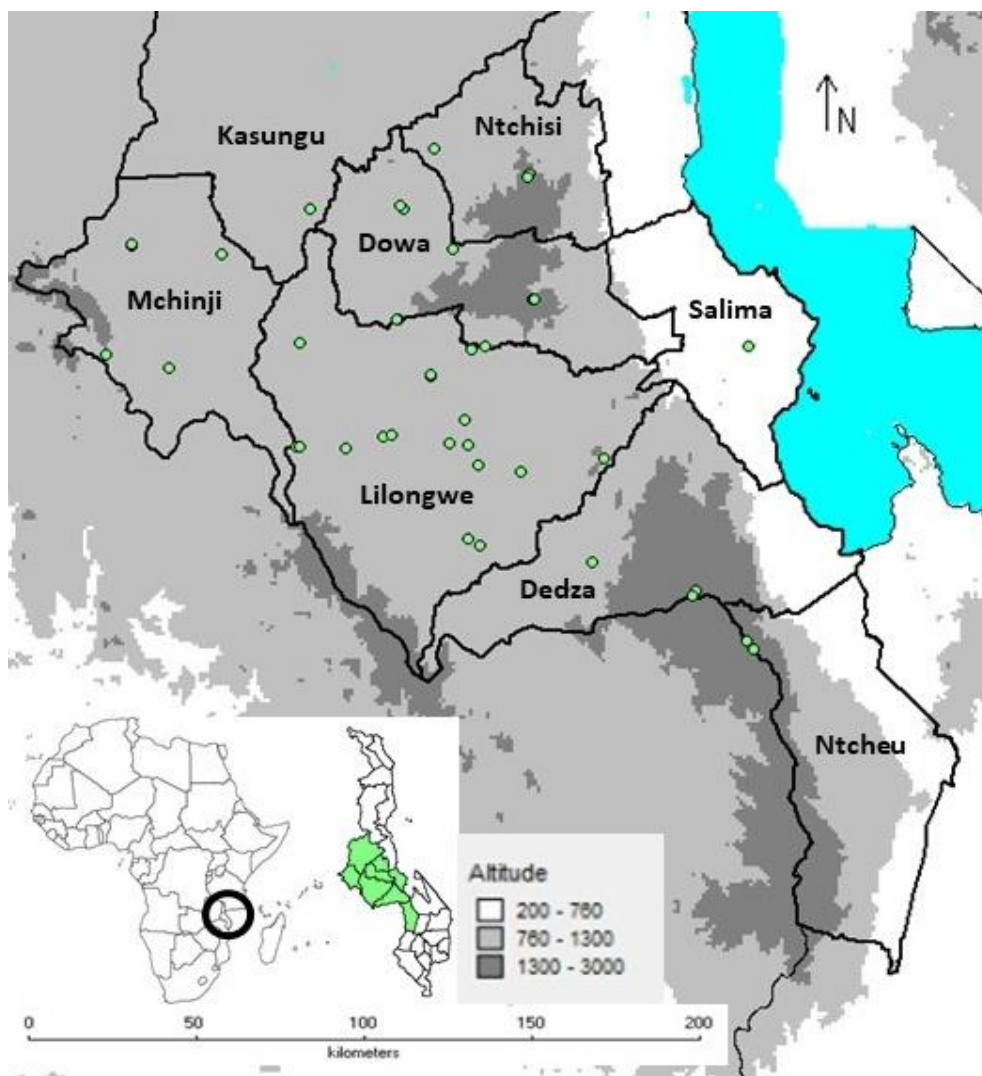 Kasungu
Ntchisi
N
Dowa
Mchinji
Salima
Lilongwe
Dedza
Ntcheu
Altitude
200 - 760
760 - 1300
1300 - 3000
0 50 100 150 200
kilometers